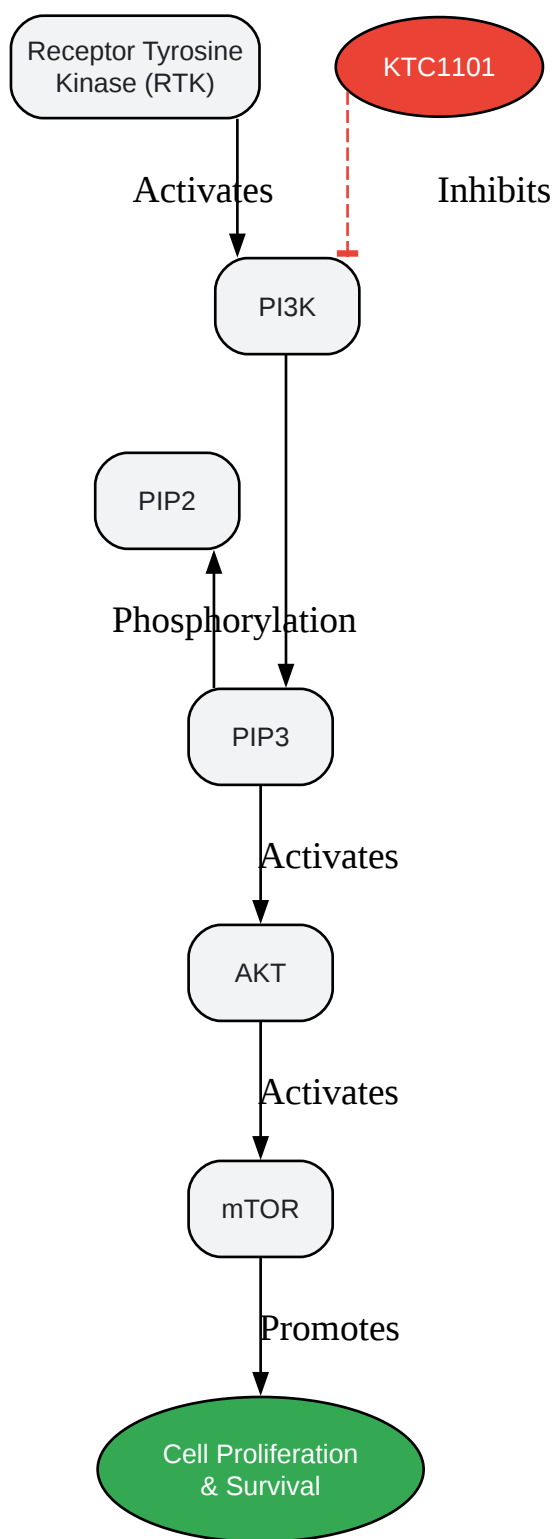 Receptor Tyrosine
Kinase (RTK)
KTC1101
Activates
Inhibits
PI3K
PIP2
Phosphorylation
PIP3
Activates
AKT
Activates
mTOR
Promotes
Cell Proliferation
& Survival